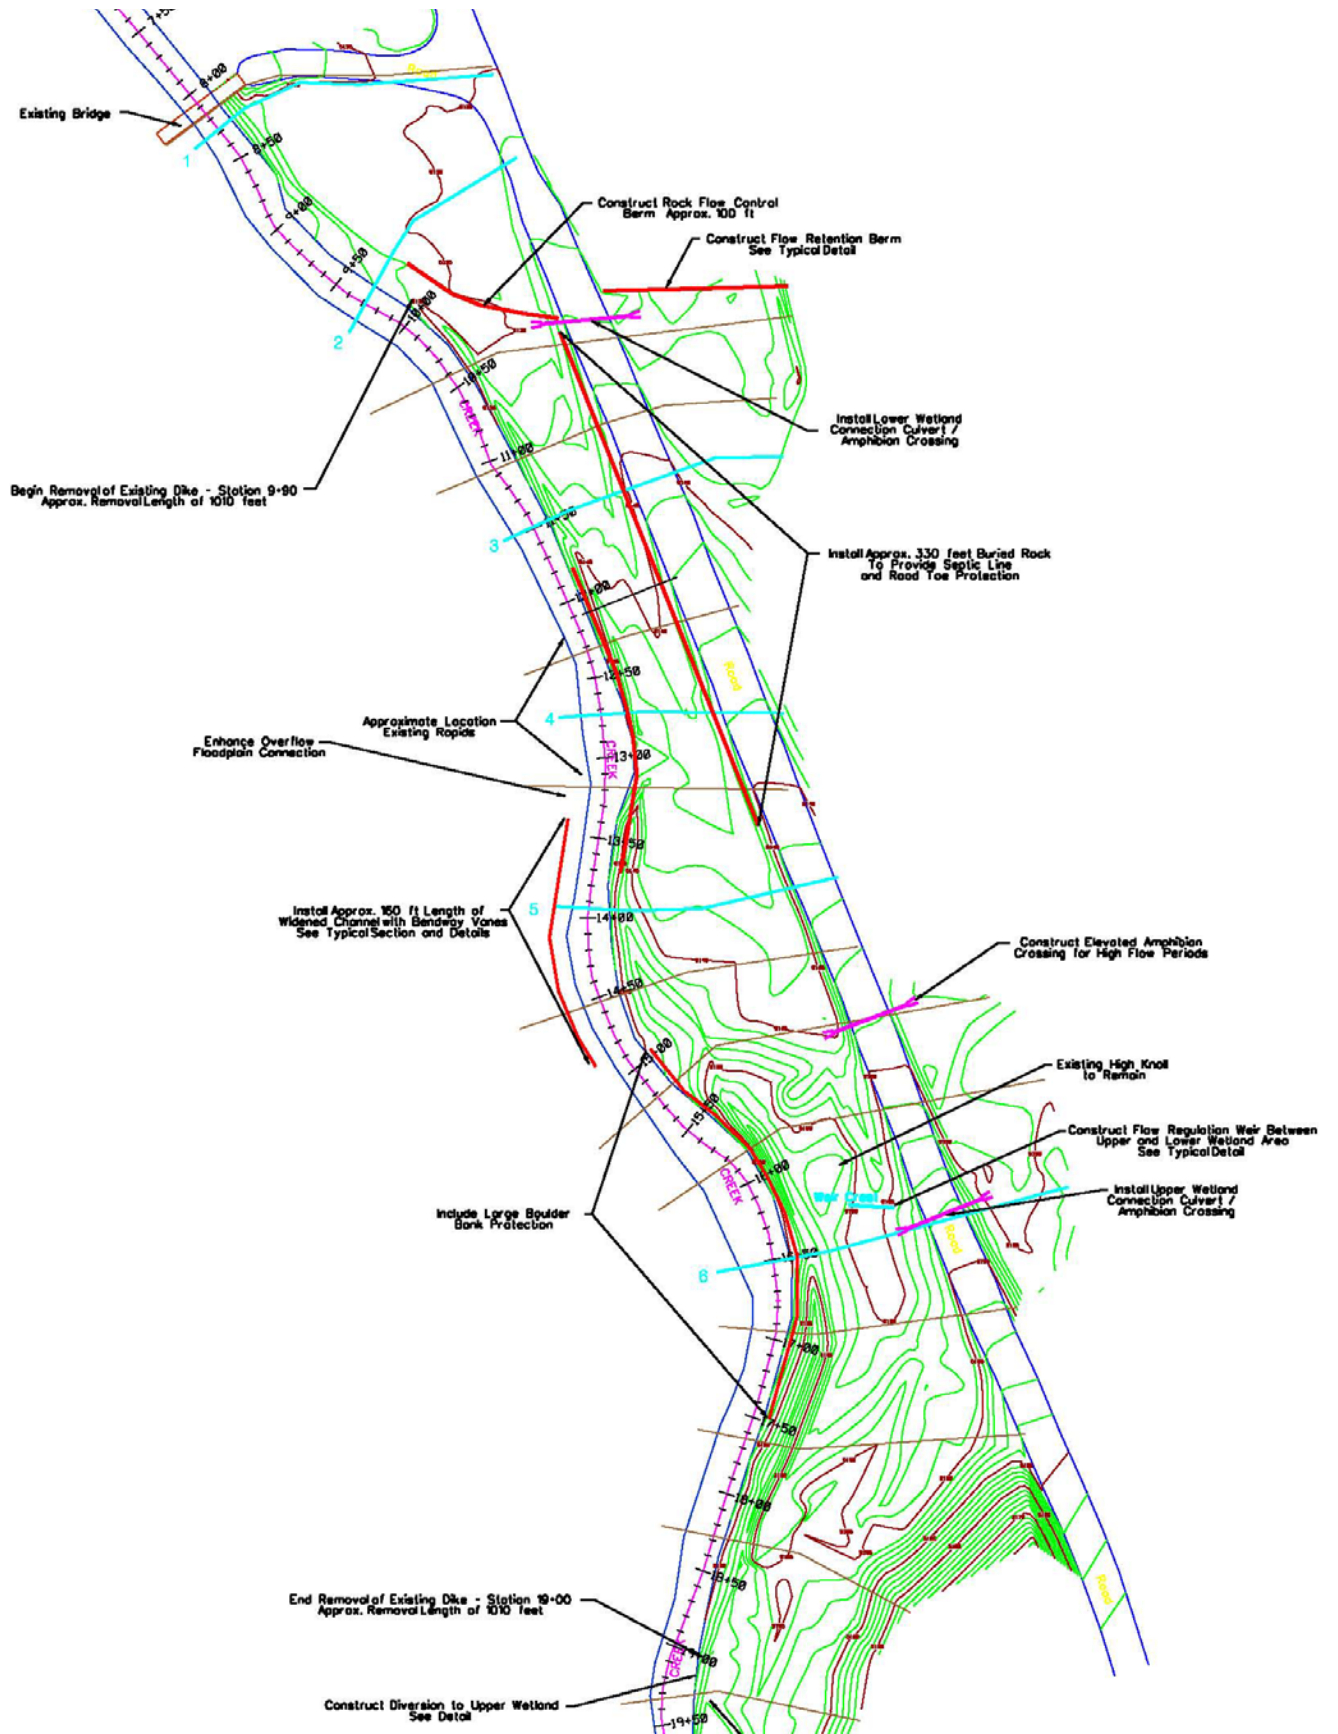 7+50
8+00
Road
Existing Bridge
8+50
1
9+00
Construct Rock Flow Control
Berm Approx. 100 ft
Construct Flow Retention Berm
See Typical Detail
9+50
10+00
2
10+50
CREEK
Install Lower Wetland
Connection Culvert /
Amphibian Crossing
11+00
Begin Removal of Existing Dike - Station 9+90
Approx. Removal Length of 1010 feet
11+50
3
Install Approx. 330 feet Buried Rock
To Provide Septic Line
and Road Toe Protection
12+00
12+50
Road
4
Approximate Location
Existing Rapids
Enhance Overflow
Floodplain Connection
CREEK
13+00
13+50
5
Install Approx. 160 ft Length of
Widened Channel with Bendway Vanes
See Typical Section and Details
14+00
Construct Elevated Amphibian
Crossing for High Flow Periods
14+50
15+00
Existing High Knoll
to Remain
15+50
Construct Flow Regulation Weir Between
Upper and Lower Wetland Area
See Typical Detail
16+00
CREEK
Weir Crest
Install Upper Wetland
Connection Culvert /
Amphibian Crossing
Include Large Boulder
Bank Protection
Road
16+50
6
17+00
17+50
18+00
18+50
Road
End Removal of Existing Dike - Station 19+00
Approx. Removal Length of 1010 feet
19+00
CREEK
Construct Diversion to Upper Wetland
See Detail
19+50